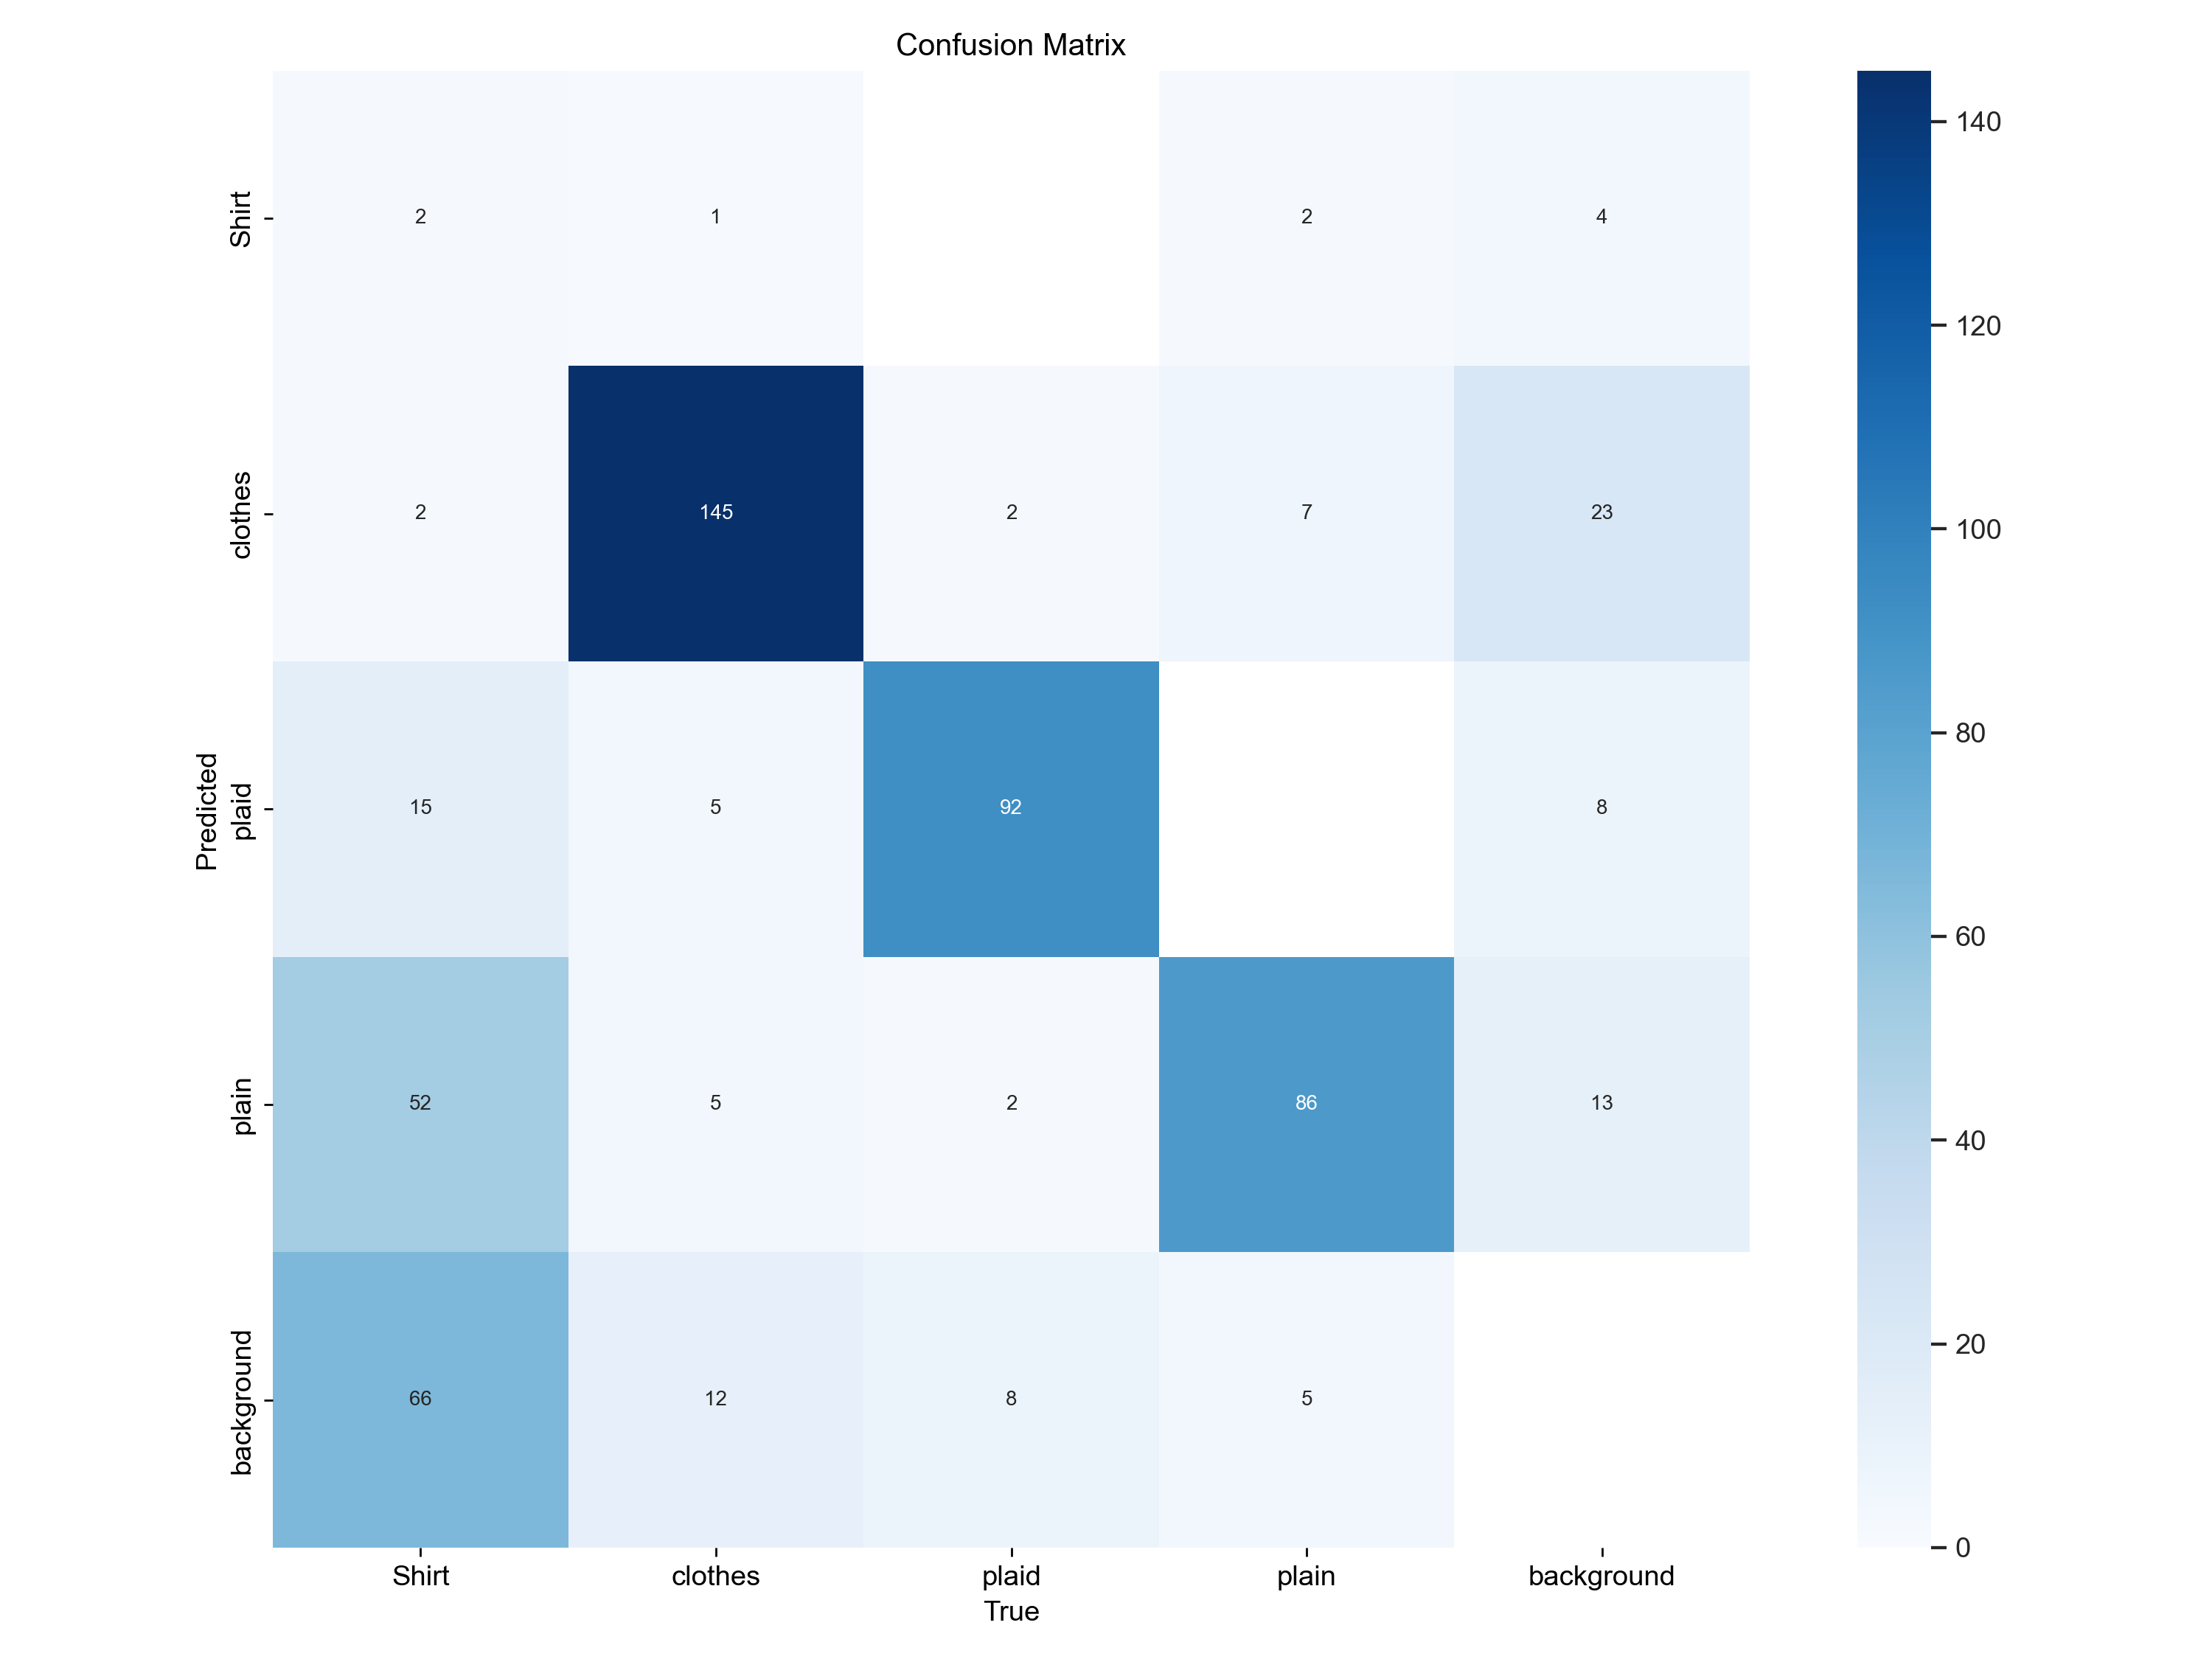 Confusion Matrix
Shirt 2 1 2 4
clothes 2 145 2 7 23
Predicted
plaid 15 5 92 8
plain 52 5 2 86 13
background 66 12 8 5
Shirt clothes plaid plain background
True
140
120
100
80
60
40
20
0